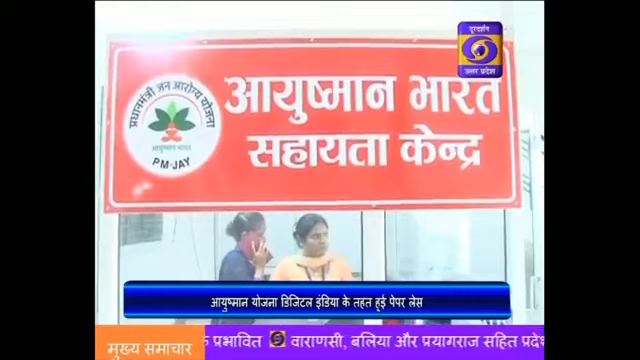 दूरदर्शन
उत्तर प्रदेश
प्रधानमंत्री जन आरोग्य योजना
आयुष्मान भारत
PM-JAY
आयुष्मान भारत
सहायता केन्द्र
आयुष्मान योजना डिजिटल इंडिया के तहत हुई पेपर लेस
मुख्य समाचार
प्रभावित वाराणसी, बलिया और प्रयागराज सहित प्रदेश